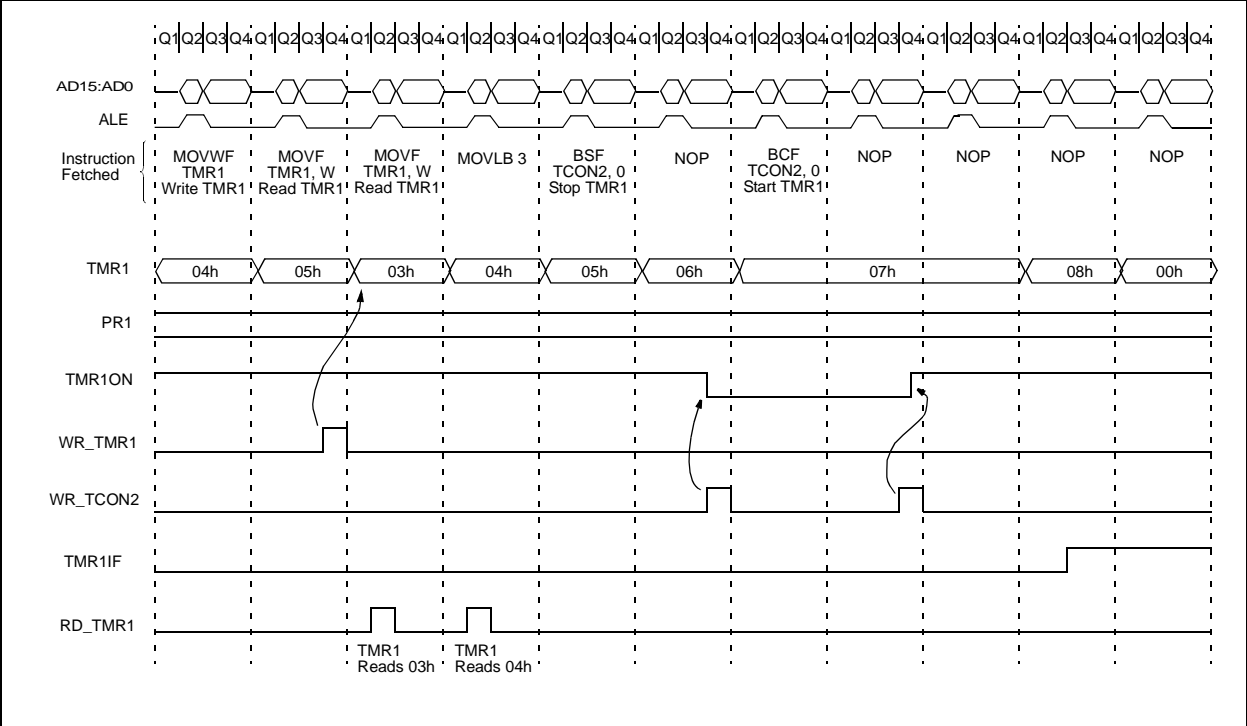 Q1 Q2 Q3 Q4 Q1 Q2 Q3 Q4 Q1 Q2 Q3 Q4 Q1 Q2 Q3 Q4 Q1 Q2 Q3 Q4 Q1 Q2 Q3 Q4 Q1 Q2 Q3 Q4 Q1 Q2 Q3 Q4 Q1 Q2 Q3 Q4 Q1 Q2 Q3 Q4 Q1 Q2 Q3 Q4
AD15:AD0
ALE
Instruction
Fetched
MOVWF
TMR1
Write TMR1
MOVF
TMR1, W
Read TMR1
MOVF
TMR1, W
Read TMR1
MOVLB 3
BSF
TCON2, 0
Stop TMR1
NOP
BCF
TCON2, 0
Start TMR1
NOP
NOP
NOP
NOP
TMR1
04h 05h 03h 04h 05h 06h 07h 08h 00h
PR1
TMR1ON
WR_TMR1
WR_TCON2
TMR1IF
RD_TMR1
TMR1
Reads 03h
TMR1
Reads 04h